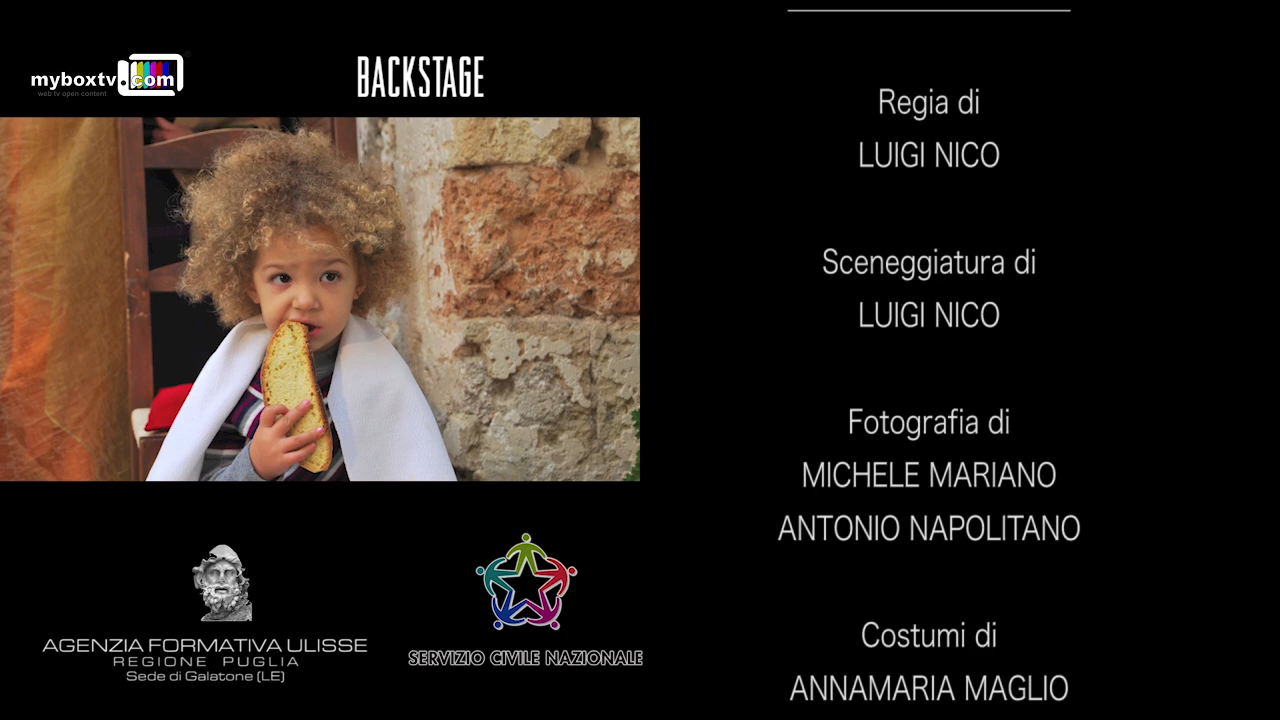 myboxtv.com
web tv open content
BACKSTAGE
AGENZIA FORMATIVA ULISSE
REGIONE PUGLIA
Sede di Galatone (LE)
SERVIZIO CIVILE NAZIONALE
Regia di
LUIGI NICO
Sceneggiatura di
LUIGI NICO
Fotografia di
MICHELE MARIANO
ANTONIO NAPOLITANO
Costumi di
ANNAMARIA MAGLIO